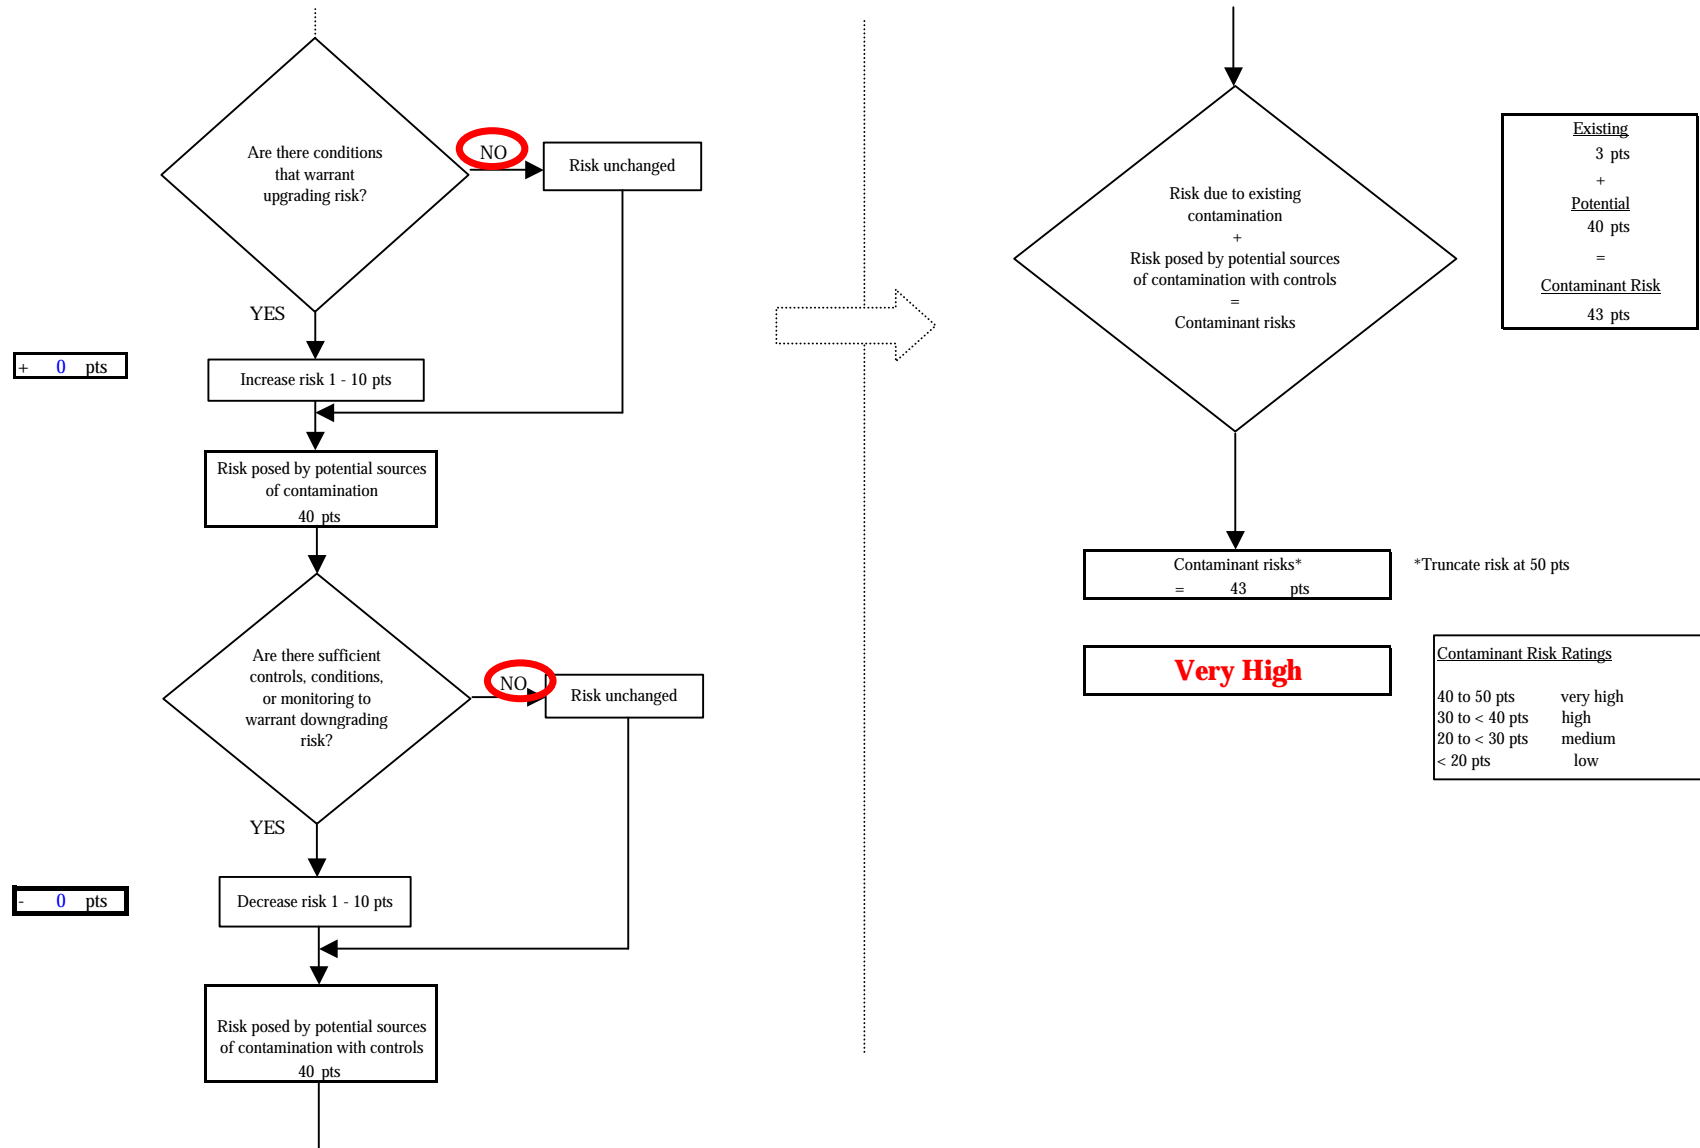 Are there conditions
that warrant
upgrading risk?
NO
Risk unchanged
YES
+ 0 pts
Increase risk 1 - 10 pts
Risk posed by potential sources
of contamination
40 pts
Are there sufficient
controls, conditions,
or monitoring to
warrant downgrading
risk?
NO
Risk unchanged
YES
- 0 pts
Decrease risk 1 - 10 pts
Risk posed by potential sources
of contamination with controls
40 pts
Risk due to existing
contamination
+
Risk posed by potential sources
of contamination with controls
=
Contaminant risks
Existing
3 pts
+
Potential
40 pts
=
Contaminant Risk
43 pts
Contaminant risks*
= 43 pts
*Truncate risk at 50 pts
Very High
Contaminant Risk Ratings
40 to 50 pts very high
30 to < 40 pts high
20 to < 30 pts medium
< 20 pts low